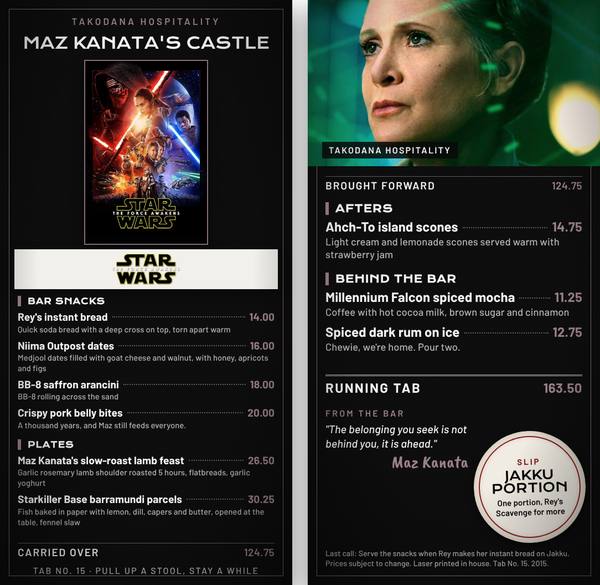 TAKODANA HOSPITALITY
MAZ KANATA'S CASTLE
STAR
THE FORCE AWAKENS
WARS
STAR
THE FORCE AWAKENS
WARS
BAR SNACKS
Rey's instant bread 14.00
Quick soda bread with a deep cross on top, torn apart warm
Niima Outpost dates 16.00
Medjool dates filled with goat cheese and walnut, with honey, apricots
and figs
BB-8 saffron arancini 18.00
BB-8 rolling across the sand
Crispy pork belly bites 20.00
A thousand years, and Maz still feeds everyone.
PLATES
Maz Kanata's slow-roast lamb feast 26.50
Garlic rosemary lamb shoulder roasted 5 hours, flatbreads, garlic
yoghurt
Starkiller Base barramundi parcels 30.25
Fish baked in paper with lemon, dill, capers and butter, opened at the
table, fennel slaw
CARRIED OVER 124.75
TAB NO. 15 · PULL UP A STOOL, STAY A WHILE
TAKODANA HOSPITALITY
BROUGHT FORWARD 124.75
AFTERS
Ahch-To island scones 14.75
Light cream and lemonade scones served warm with
strawberry jam
BEHIND THE BAR
Millennium Falcon spiced mocha 11.25
Coffee with hot cocoa milk, brown sugar and cinnamon
Spiced dark rum on ice 12.75
Chewie, we're home. Pour two.
RUNNING TAB 163.50
FROM THE BAR
"The belonging you seek is not
behind you, it is ahead."
Maz Kanata
SLIP
JAKKU
PORTION
One portion, Rey's
Scavenge for more
Last call: Serve the snacks when Rey makes her instant bread on Jakku.
Prices subject to change. Laser printed in house. Tab No. 15. 2015.